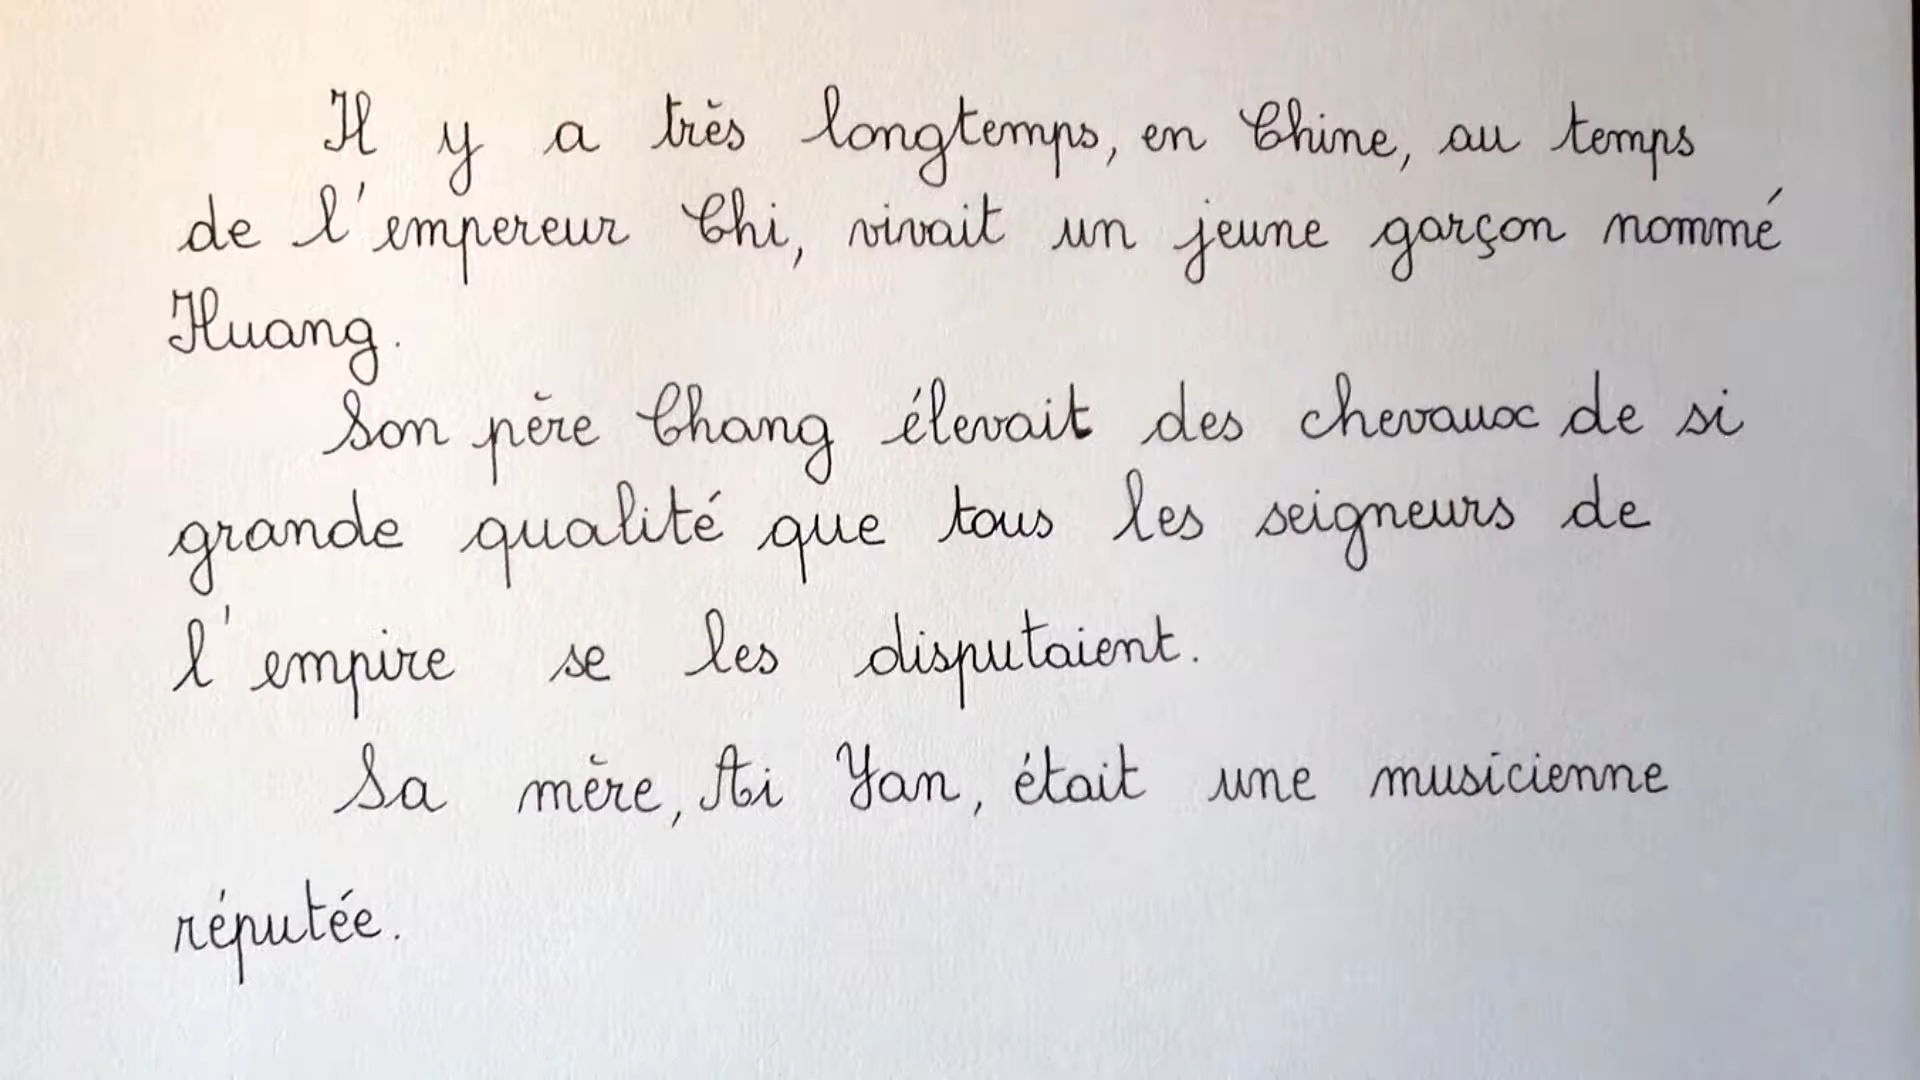 Il y a très longtemps, en Chine, au temps
de l'empereur Chi, vivait un jeune garçon nommé
Huang.
Son père Chang élevait des chevaux de si
grande qualité que tous les seigneurs de
l'empire se les disputaient.
Sa mère, Ai Yan, était une musicienne
réputée.